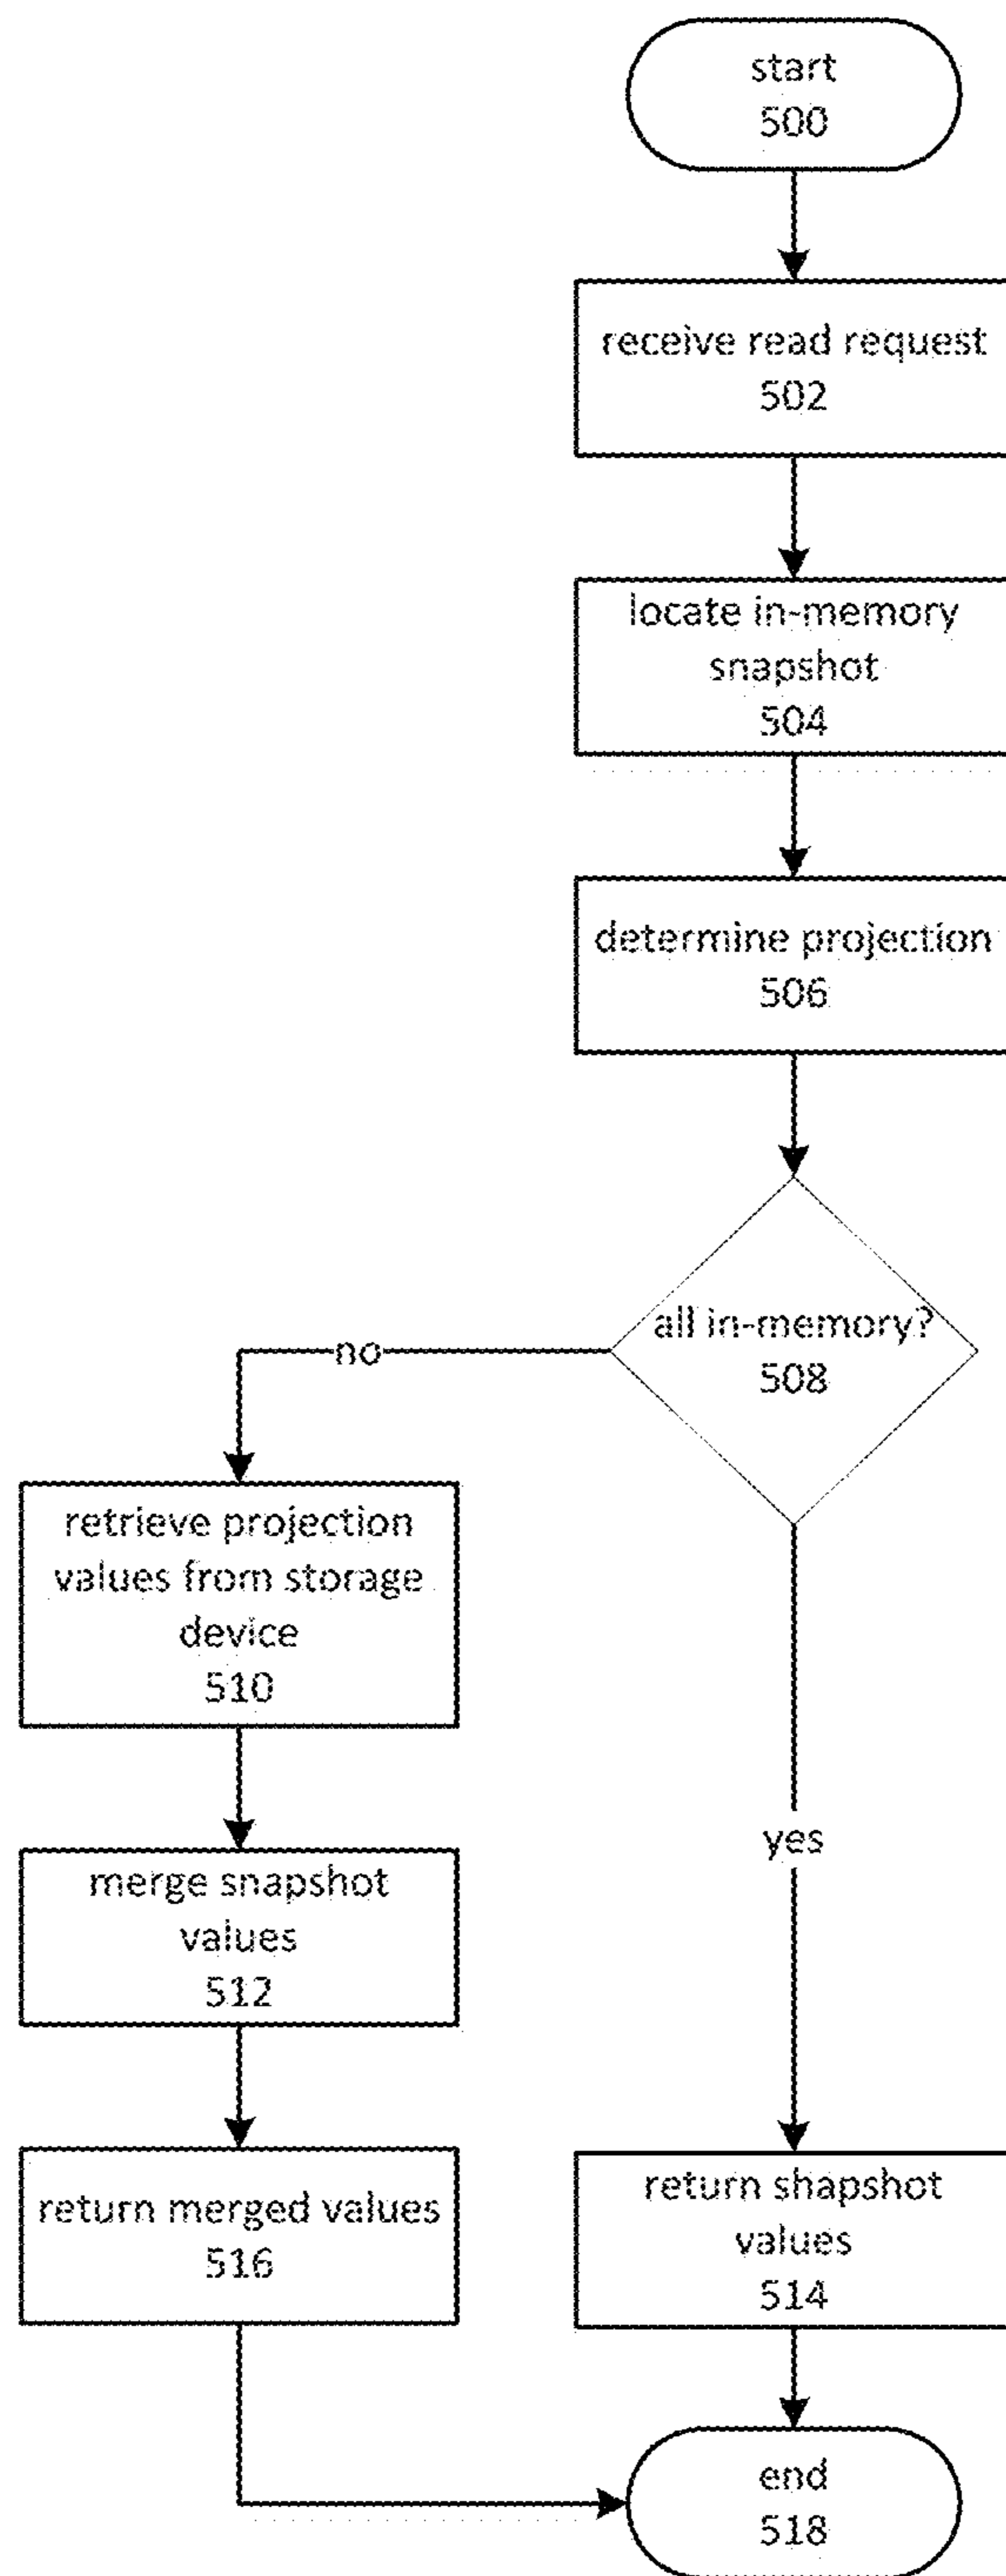 start
500
receive read request
502
locate in-memory
snapshot
504
determine projection
506
all in-memory?
508
no
retrieve projection
values from storage
device
510
merge snapshot
values
512
yes
return merged values
516
return shapshot
values
514
end
518